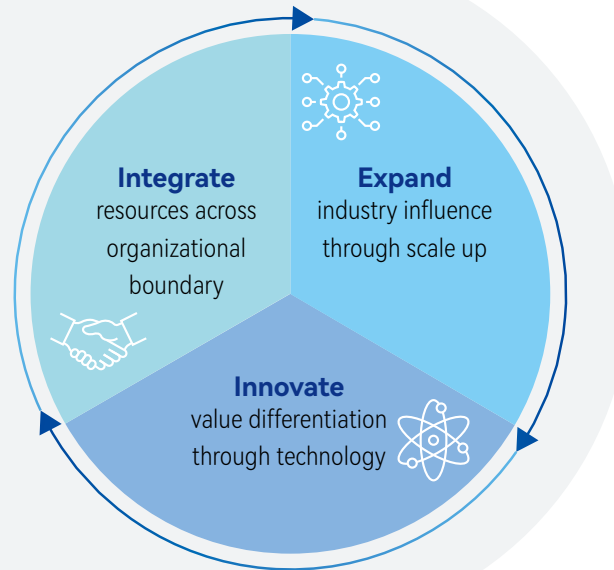 Integrate
resources across
organizational
boundary
Expand
industry influence
through scale up
Innovate
value differentiation
through technology